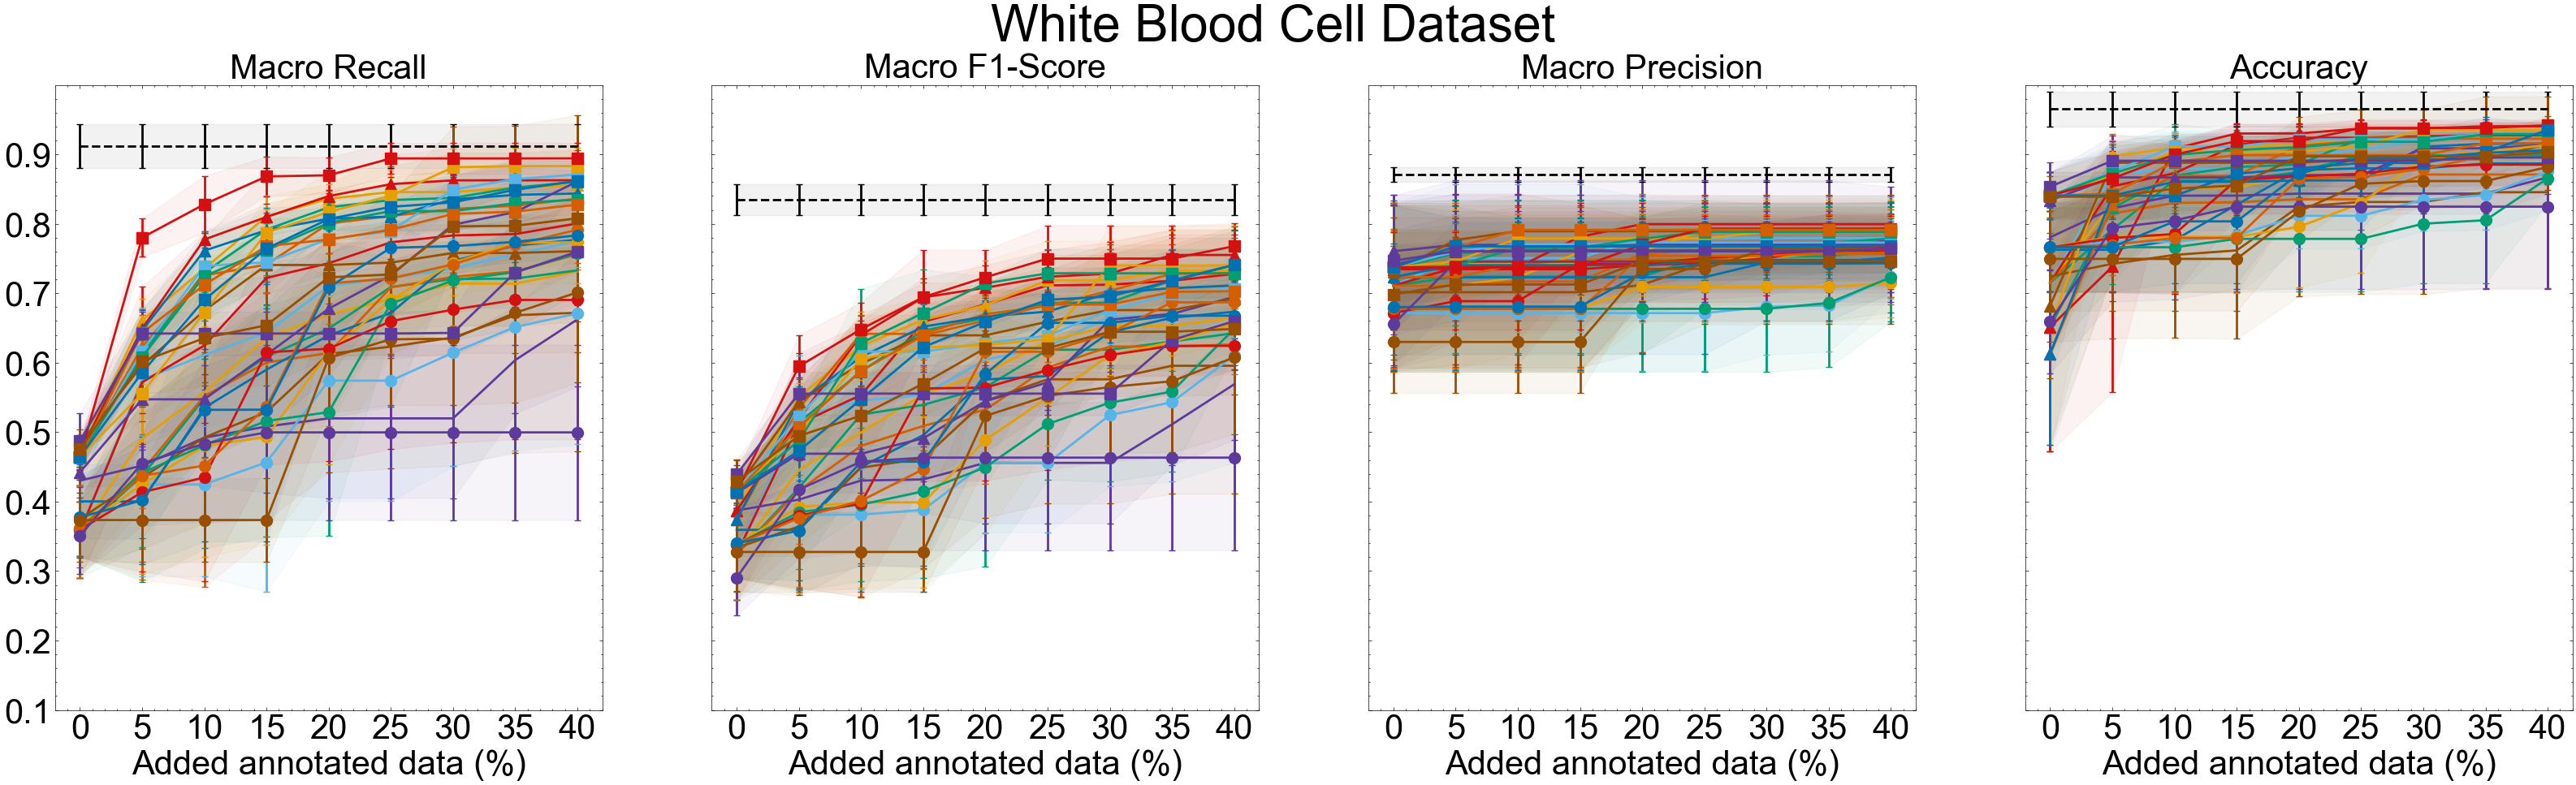 White Blood Cell Dataset
Macro Recall
Macro F1-Score
Macro Precision
Accuracy
0.9
0.8
0.7
0.6
0.5
0.4
0.3
0.2
0.1
0 5 10 15 20 25 30 35 40
0 5 10 15 20 25 30 35 40
0 5 10 15 20 25 30 35 40
0 5 10 15 20 25 30 35 40
Added annotated data (%)
Added annotated data (%)
Added annotated data (%)
Added annotated data (%)